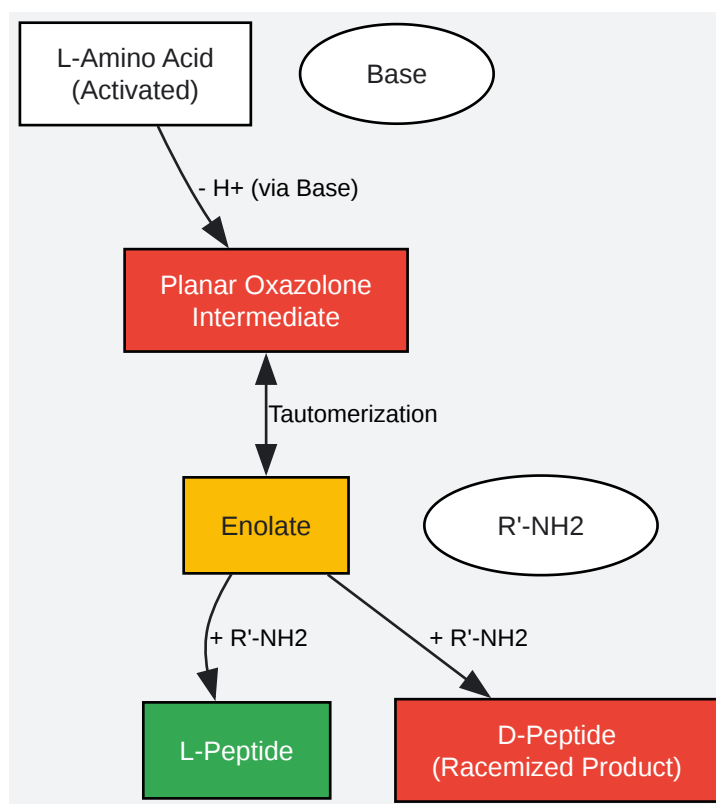 L-Amino Acid
(Activated)
Base
- H+ (via Base)
Planar Oxazolone
Intermediate
Tautomerization
Enolate
R'-NH2
+ R'-NH2
+ R'-NH2
L-Peptide
D-Peptide
(Racemized Product)